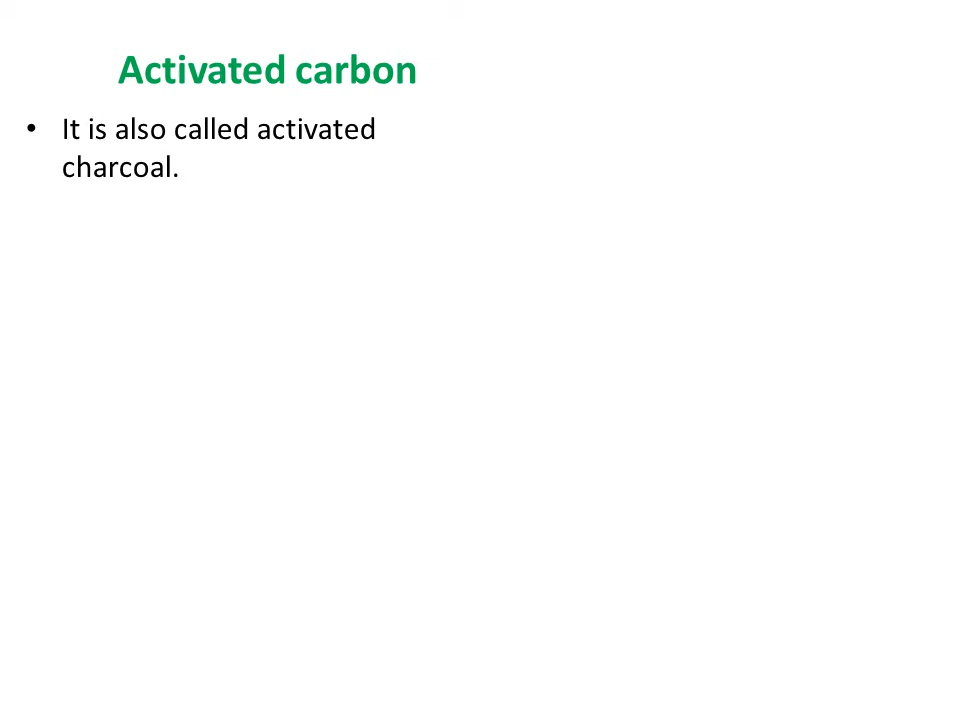 Activated carbon
• It is also called activated
charcoal.